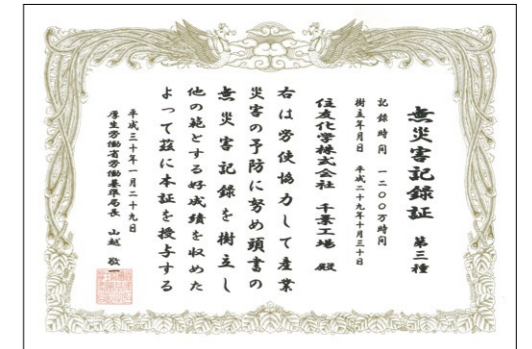 無災害記録証 第三種
記録時间 一二〇〇万時间
樹立年月日 平成二十九年十月三十日
住友化学株式会社 千葉工場 殿
右は労使協力して産業
災害の予防に努め頭書の
無災害記録を樹立し
他の範とする好成績を収めた
よって茲に本証を授与する
平成三十年一月二十九日
厚生労働省労働基準局長 山越 敬一